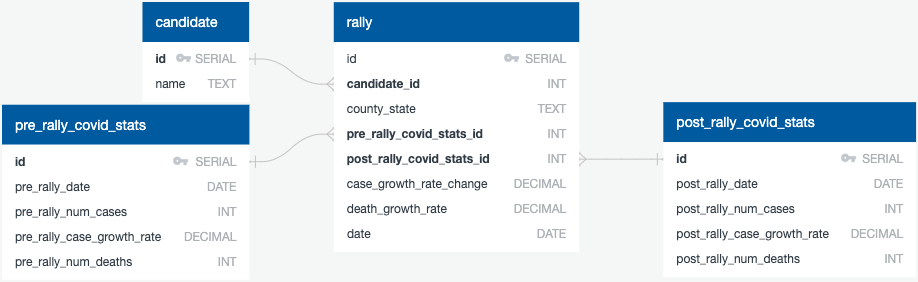 candidate
id SERIAL
name TEXT
pre_rally_covid_stats
id SERIAL
pre_rally_date DATE
pre_rally_num_cases INT
pre_rally_case_growth_rate DECIMAL
pre_rally_num_deaths INT
rally
id SERIAL
candidate_id INT
county_state TEXT
pre_rally_covid_stats_id INT
post_rally_covid_stats_id INT
case_growth_rate_change DECIMAL
death_growth_rate DECIMAL
date DATE
post_rally_covid_stats
id SERIAL
post_rally_date DATE
post_rally_num_cases INT
post_rally_case_growth_rate DECIMAL
post_rally_num_deaths INT